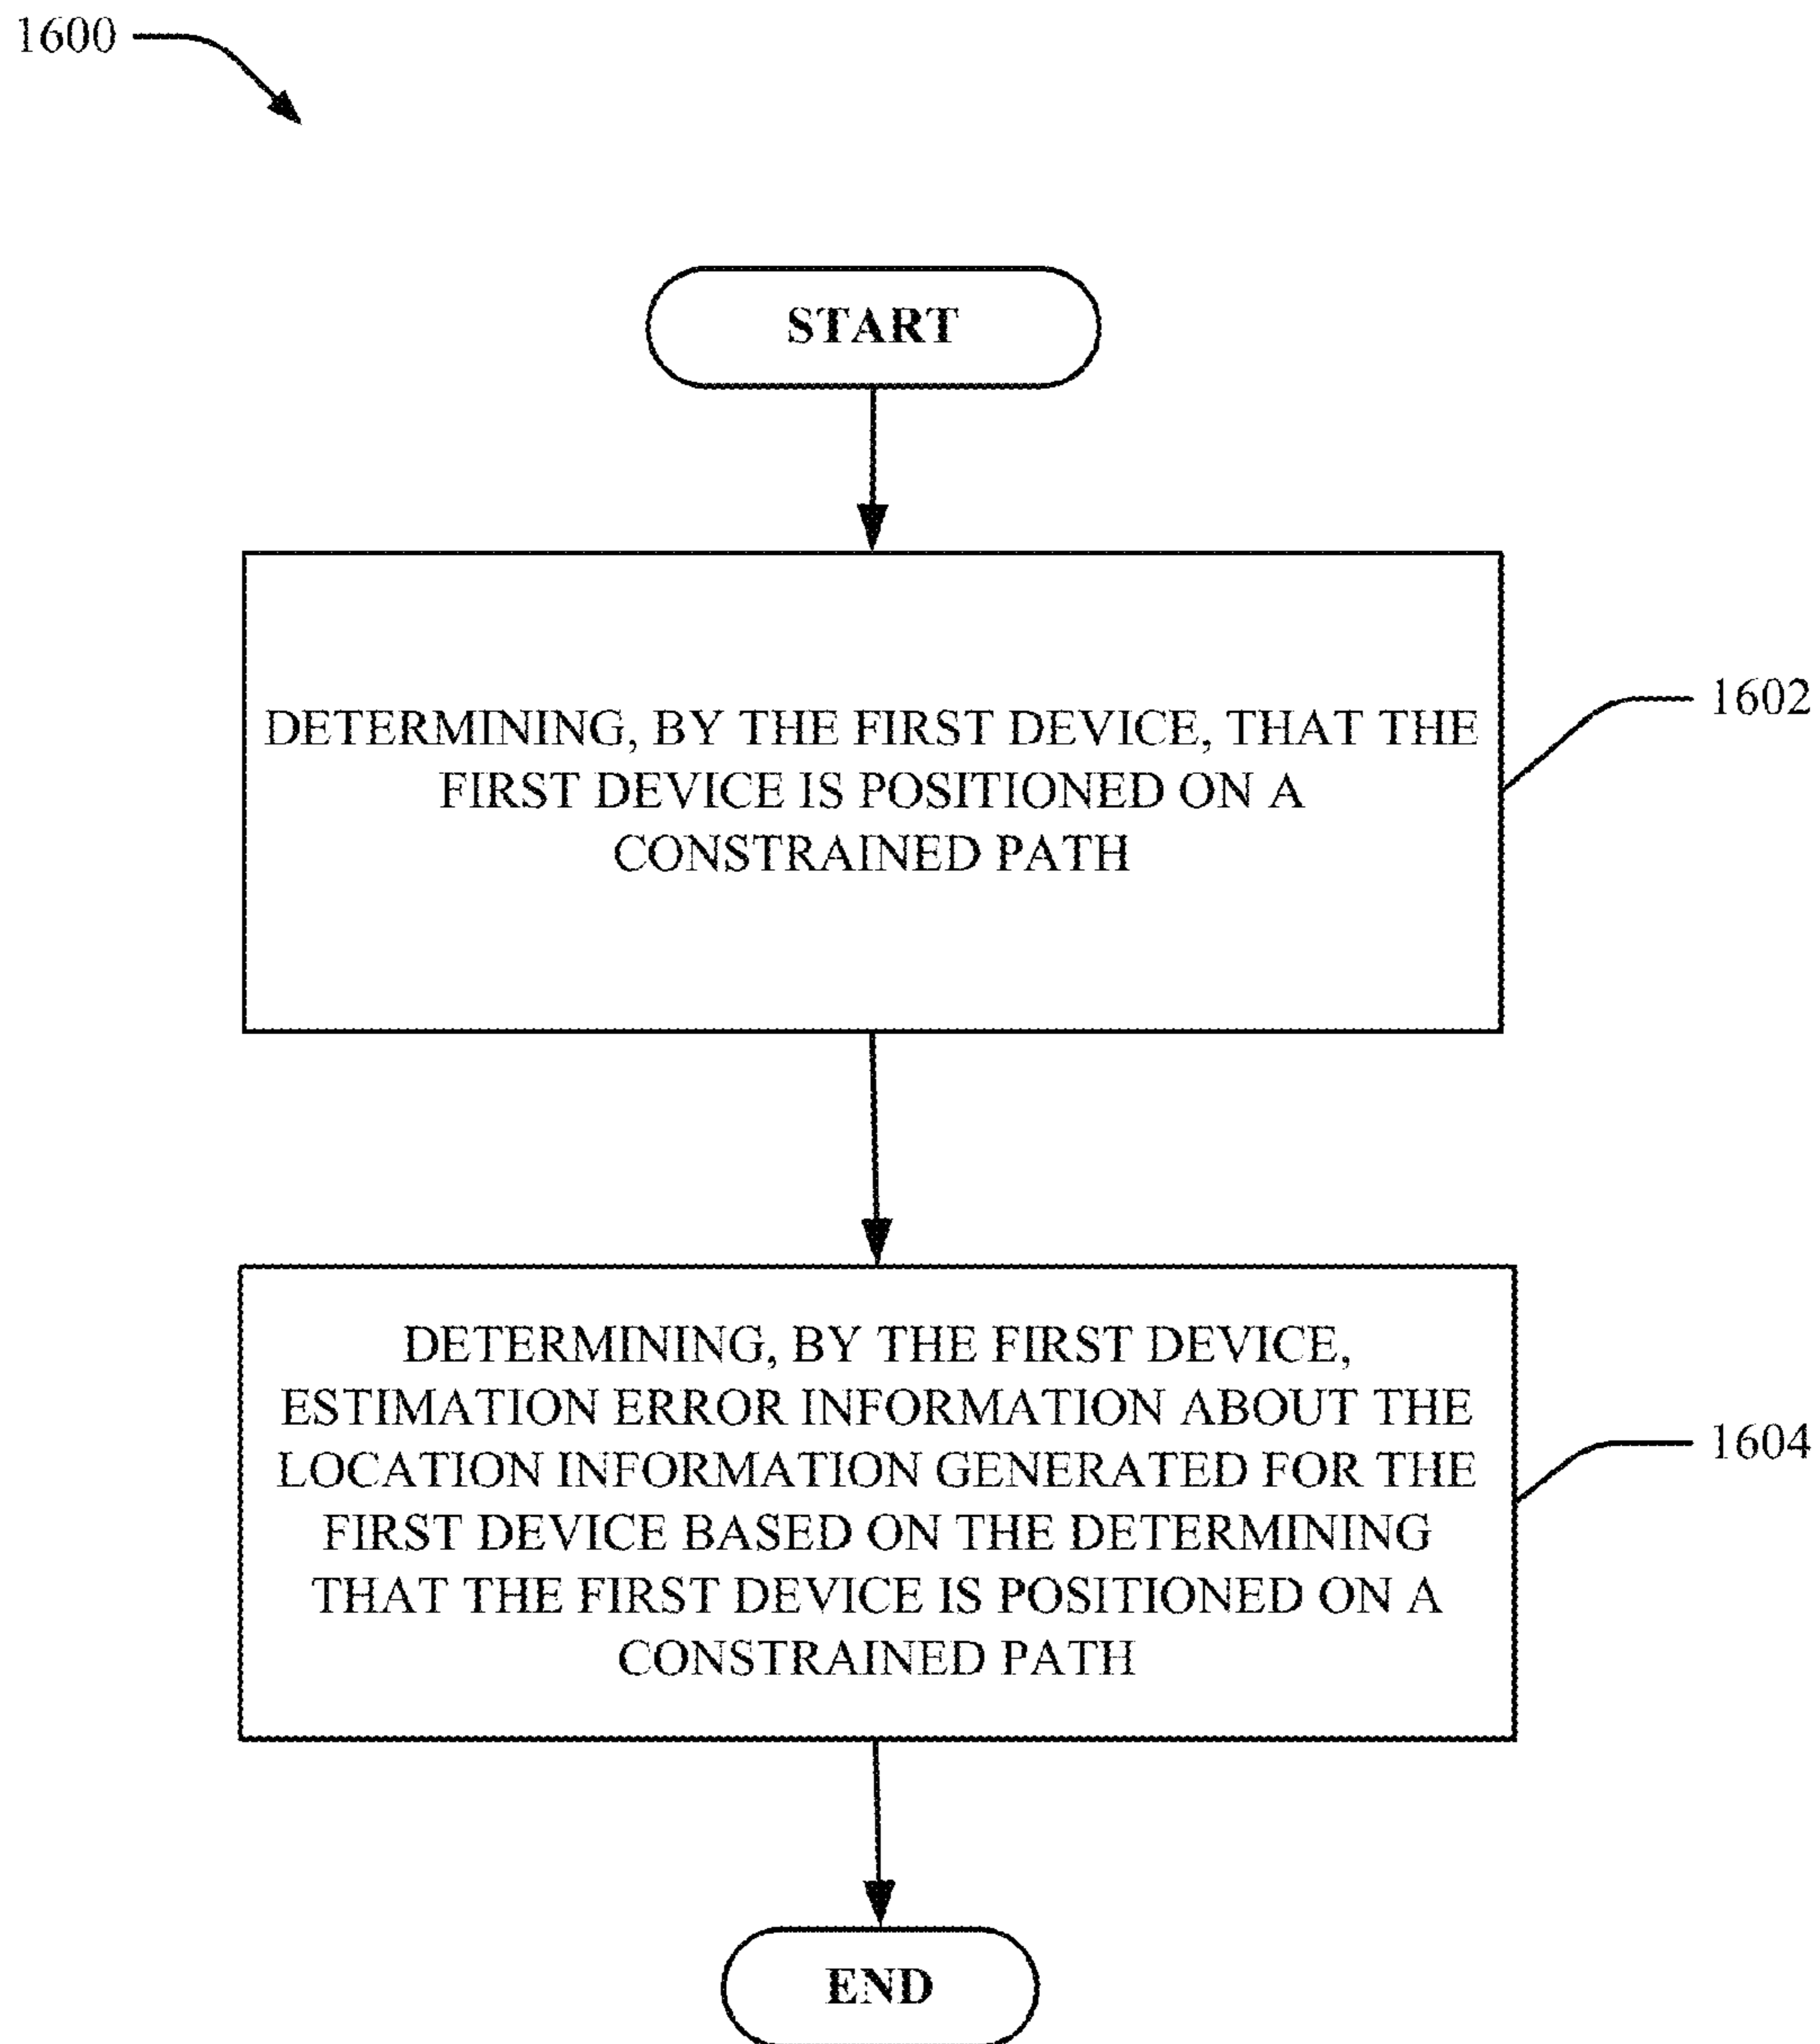 1600
START
DETERMINING, BY THE FIRST DEVICE, THAT THE
FIRST DEVICE IS POSITIONED ON A
CONSTRAINED PATH
1602
DETERMINING, BY THE FIRST DEVICE,
ESTIMATION ERROR INFORMATION ABOUT THE
LOCATION INFORMATION GENERATED FOR THE
FIRST DEVICE BASED ON THE DETERMINING
THAT THE FIRST DEVICE IS POSITIONED ON A
CONSTRAINED PATH
1604
END